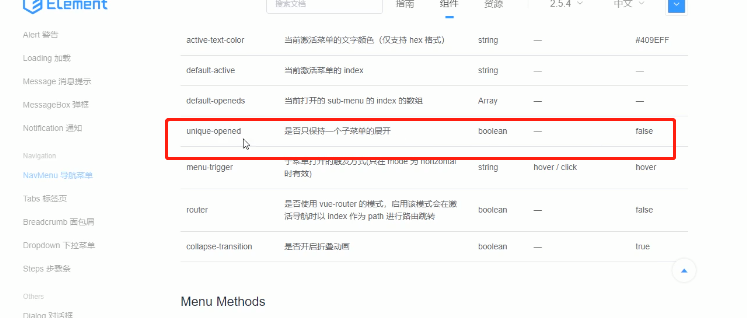 Element
搜索文档
指南
组件
资源
2.5.4
中文
Alert 警告
Loading 加载
Message 消息提示
MessageBox 弹框
Notification 通知
Navigation
NavMenu 导航菜单
Tabs 标签页
Breadcrumb 面包屑
Dropdown 下拉菜单
Steps 步骤条
Others
Dialog 对话框
active-text-color 当前激活菜单的文字颜色（仅支持 hex 格式） string — #409EFF
default-active 当前激活菜单的 index string — —
default-openeds 当前打开的 sub-menu 的 index 的数组 Array — —
unique-opened 是否只保持一个子菜单的展开 boolean — false
menu-trigger 子菜单打开的触发方式(只在 mode 为 horizontal string hover / click hover
时有效)
router 是否使用 vue-router 的模式，启用该模式会在激 boolean — false
活导航时以 index 作为 path 进行路由跳转
collapse-transition 是否开启折叠动画 boolean — true
Menu Methods